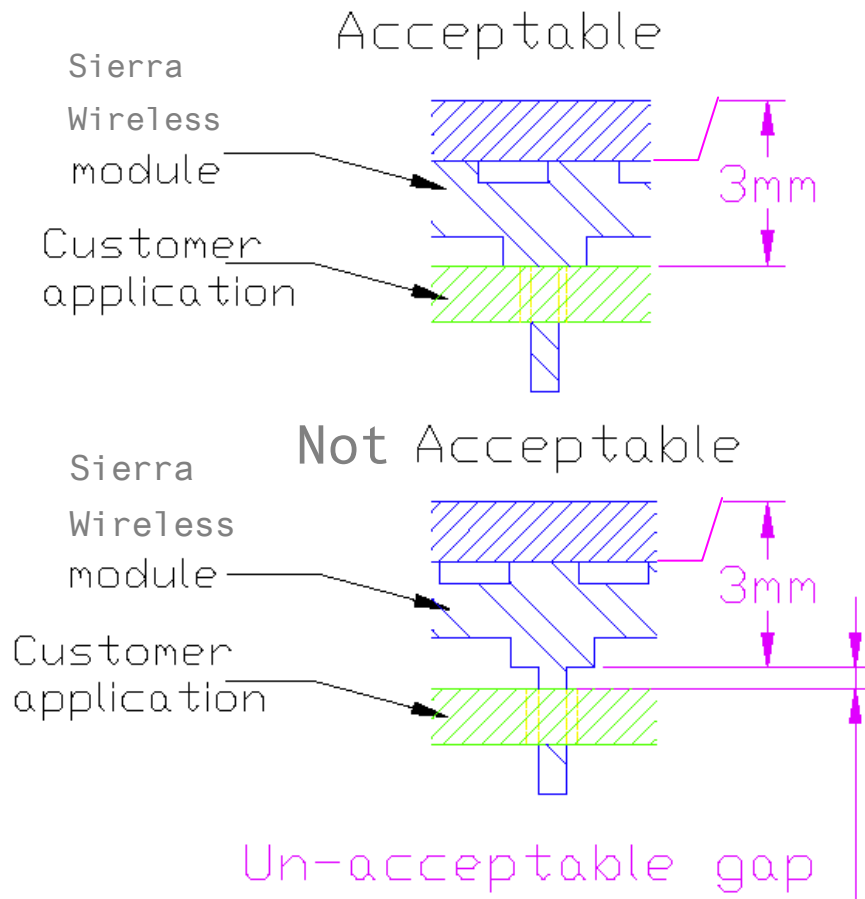 Acceptable
Sierra
Wireless
module
3mm
Customer
application
Not Acceptable
Sierra
Wireless
module
3mm
Customer
application
Un-acceptable gap